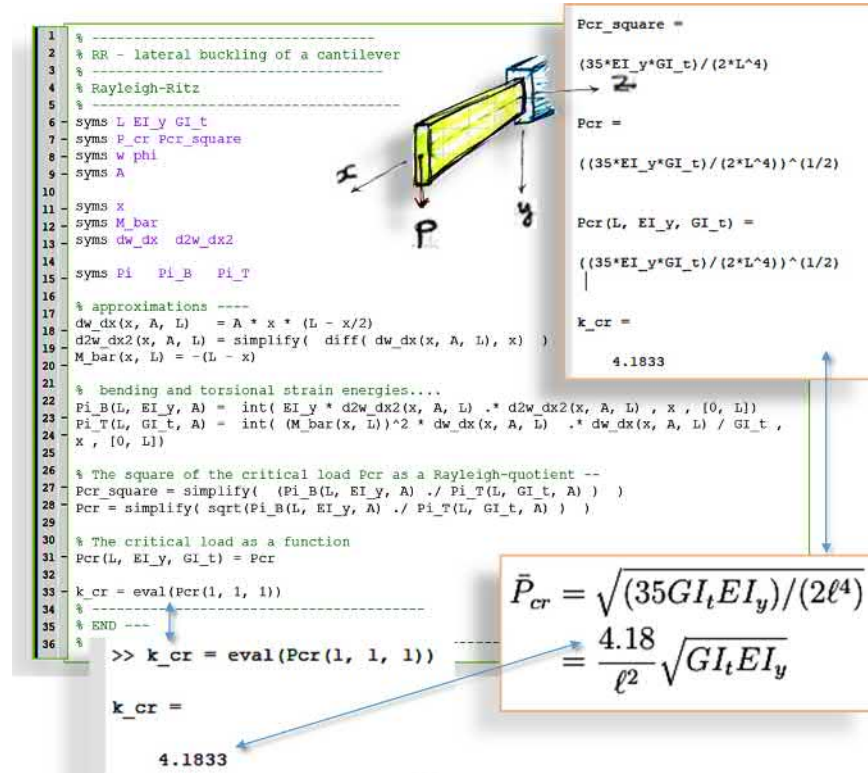 1 % -----------------------------------
2 % RR - lateral buckling of a cantilever
3 % ------------------------------------
4 % Rayleigh-Ritz
5 % --------------------------------------
6 - syms L EI_y GI_t
7 - syms P_cr Pcr_square
8 - syms w phi
9 - syms A
10
11 - syms x
12 - syms M_bar
13 - syms dw_dx d2w_dx2
14
15 - syms Pi Pi_B Pi_T
16
17 % approximations ----
18 - dw_dx(x, A, L) = A * x * (L - x/2)
19 - d2w_dx2(x, A, L) = simplify( diff( dw_dx(x, A, L), x) )
20 - M_bar(x, L) = -(L - x)
21
22 % bending and torsional strain energies....
23 - Pi_B(L, EI_y, A) = int( EI_y * d2w_dx2(x, A, L) .* d2w_dx2(x, A, L) , x , [0, L])
24 - Pi_T(L, GI_t, A) = int( (M_bar(x, L))^2 * dw_dx(x, A, L) .* dw_dx(x, A, L) / GI_t ,
25 x , [0, L])
26 % The square of the critical load Pcr as a Rayleigh-quotient --
27 - Pcr_square = simplify( (Pi_B(L, EI_y, A) ./ Pi_T(L, GI_t, A) ) )
28 - Pcr = simplify( sqrt(Pi_B(L, EI_y, A) ./ Pi_T(L, GI_t, A) ) )
29
30 % The critical load as a function
31 - Pcr(L, EI_y, GI_t) = Pcr
32
33 - k_cr = eval(Pcr(1, 1, 1))
34 % -----------------------------------------
35 % END ---
36 %
x
P
y
z
Pcr_square =
(35*EI_y*GI_t)/(2*L^4)
Pcr =
((35*EI_y*GI_t)/(2*L^4))^(1/2)
Pcr(L, EI_y, GI_t) =
((35*EI_y*GI_t)/(2*L^4))^(1/2)
k_cr =
4.1833
>> k_cr = eval(Pcr(1, 1, 1))
k_cr =
4.1833
P̄cr = √(35GItEIy)/(2ℓ⁴)
= 4.18/ℓ² √GItEIy